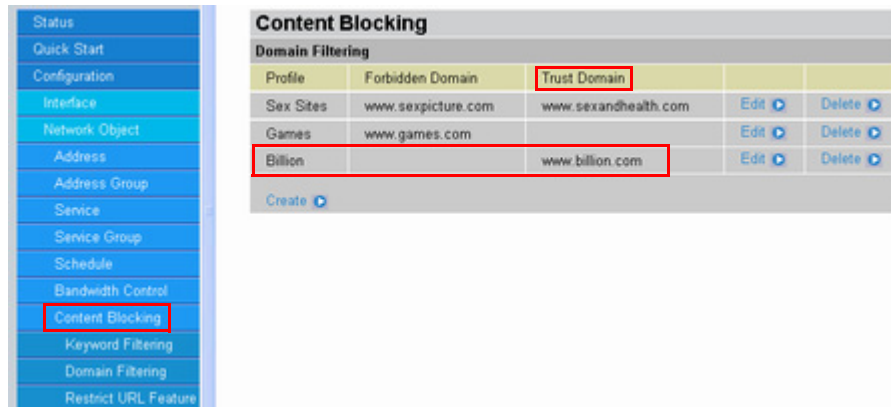 Status
Quick Start
Configuration
Interface
Network Object
Address
Address Group
Service
Service Group
Schedule
Bandwidth Control
Content Blocking
Keyword Filtering
Domain Filtering
Restrict URL Feature
Content Blocking
Domain Filtering
Profile Forbidden Domain Trust Domain
Sex Sites www.sexpicture.com www.sexandhealth.com Edit Delete
Games www.games.com Edit Delete
Billion www.billion.com Edit Delete
Create